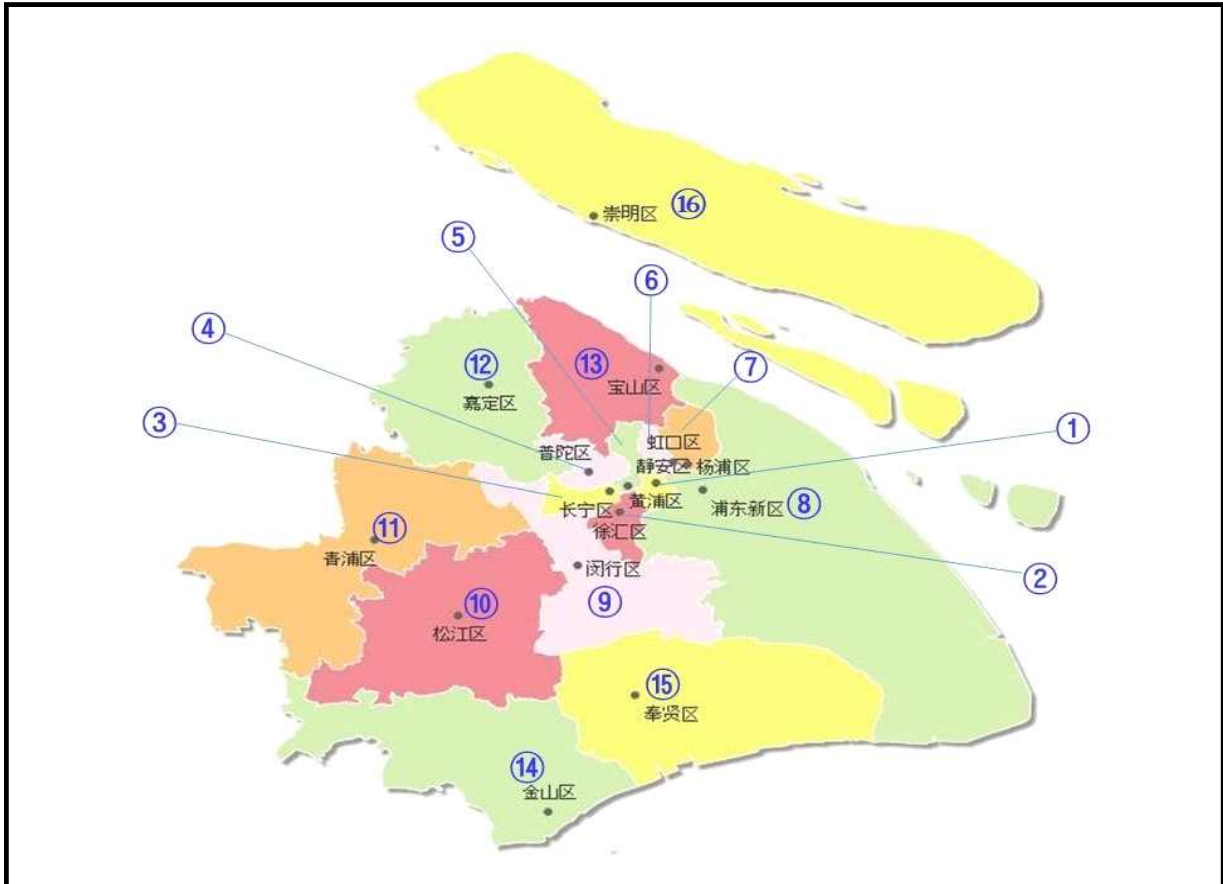 崇明区 ⑯
⑤
⑥
④
⑫
⑬
⑦
宝山区
嘉定区
③
①
虹口区
普陀区
静安区
杨浦区
黄浦区
长宁区
浦东新区 ⑧
⑪
徐汇区
青浦区
闵行区
②
⑩
⑨
松江区
⑮
奉贤区
⑭
金山区